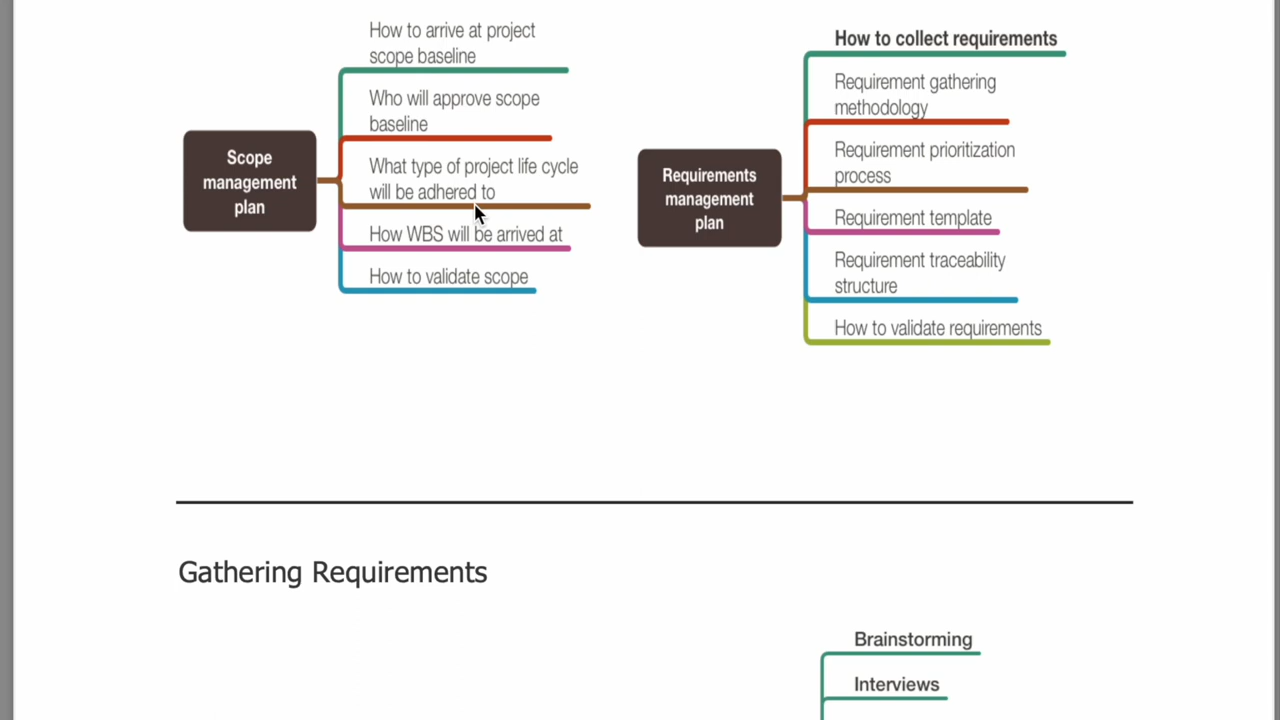 How to arrive at project
scope baseline
Who will approve scope
baseline
Scope
management
plan
What type of project life cycle
will be adhered to
How WBS will be arrived at
How to validate scope
How to collect requirements
Requirement gathering
methodology
Requirement prioritization
process
Requirements
management
plan
Requirement template
Requirement traceability
structure
How to validate requirements
Gathering Requirements
Brainstorming
Interviews